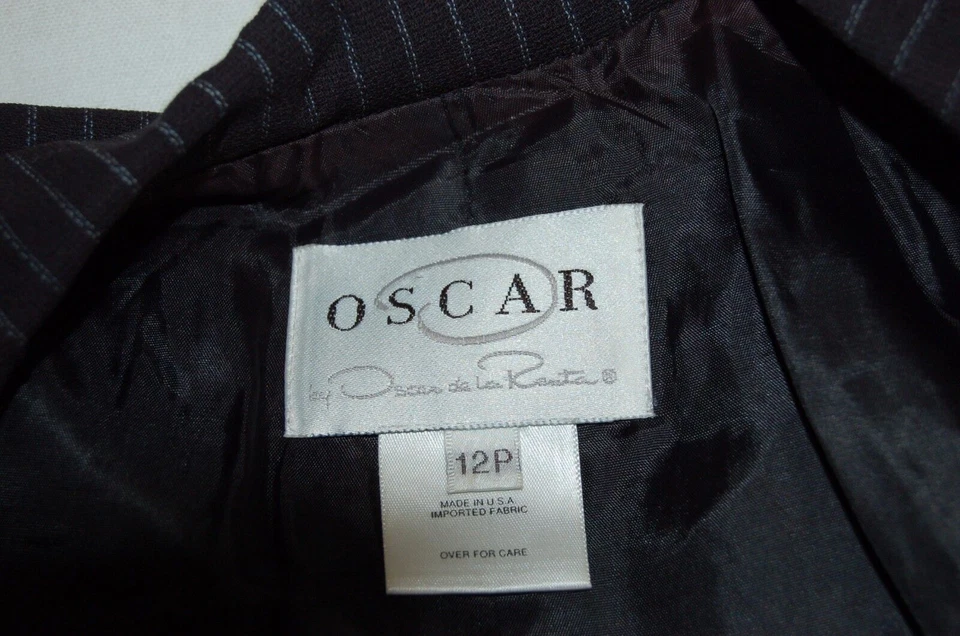 OSCAR
by Oscar de la Renta ®
12P
MADE IN U.S.A.
IMPORTED FABRIC
OVER FOR CARE